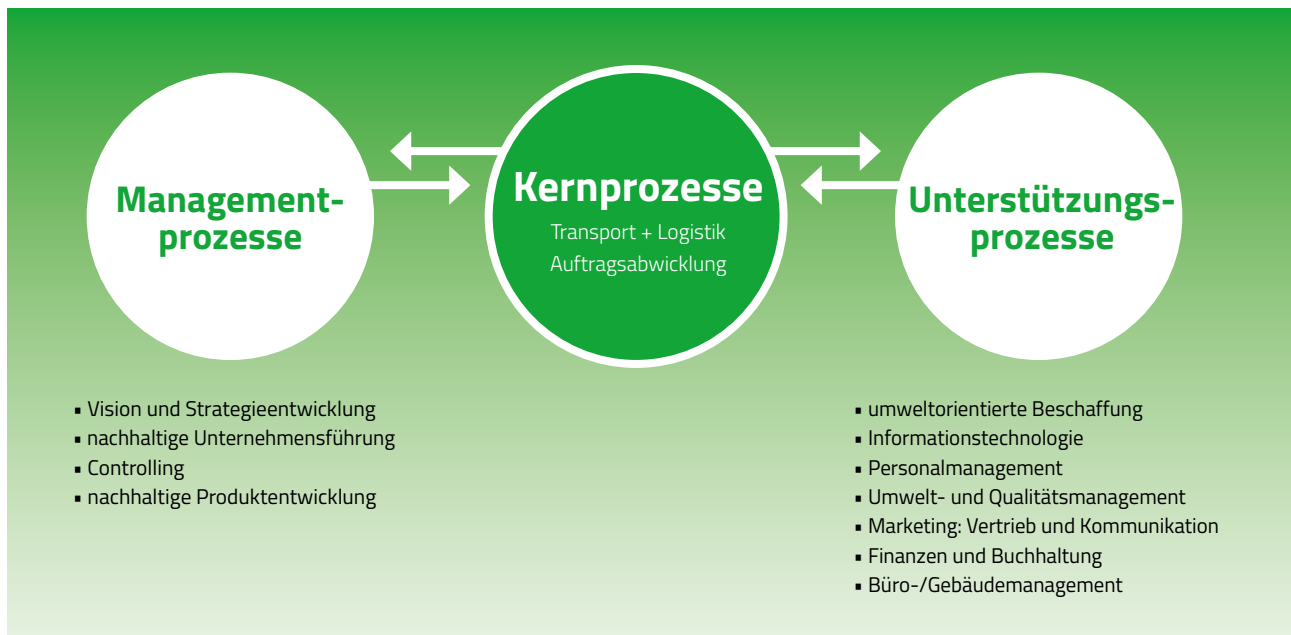 Management-
prozesse
Kernprozesse
Transport + Logistik
Auftragsabwicklung
Unterstützungs-
prozesse
▪ Vision und Strategieentwicklung
▪ nachhaltige Unternehmensführung
▪ Controlling
▪ nachhaltige Produktentwicklung
▪ umweltorientierte Beschaffung
▪ Informationstechnologie
▪ Personalmanagement
▪ Umwelt- und Qualitätsmanagement
▪ Marketing: Vertrieb und Kommunikation
▪ Finanzen und Buchhaltung
▪ Büro-/Gebäudemanagement